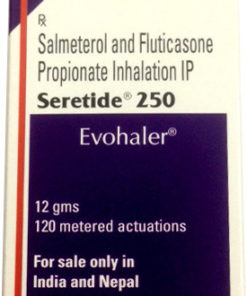 ℞
Salmeterol and Fluticasone
Propionate Inhalation IP
Seretide® 250
Evohaler®
12 gms
120 metered actuations
For sale only in
India and Nepal